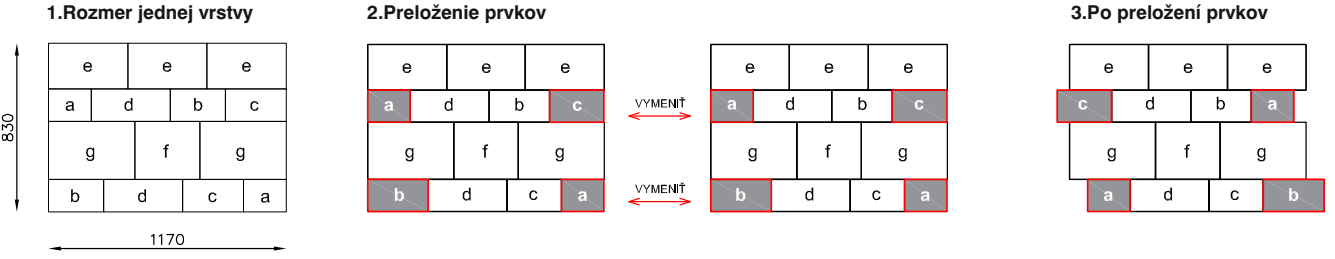 1.Rozmer jednej vrstvy 2.Preloženie prvkov 3.Po preložení prvkov
e e e e e e e e e e e e
a d b c a d b c VYMENIŤ a d b c c d b a
830
g f g g f g g f g g f g
b d c a b d c a VYMENIŤ b d c a a d c b
1170